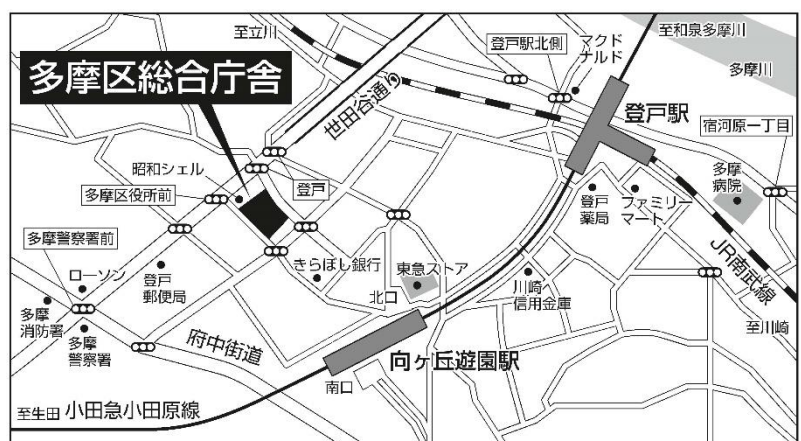 至立川
登戸駅北側
マクド
ナルド
至和泉多摩川
多摩川
多摩区総合庁舎
世田谷通り
登戸駅
宿河原一丁目
昭和シェル
登戸
多摩
病院
多摩区役所前
登戸
薬局
ファミリー
マート
多摩警察署前
JR南武線
ローソン
登戸
郵便局
きらぼし銀行
東急ストア
北口
川崎
信用金庫
多摩
消防署
多摩
警察署
府中街道
至川崎
向ヶ丘遊園駅
南口
至生田
小田急小田原線